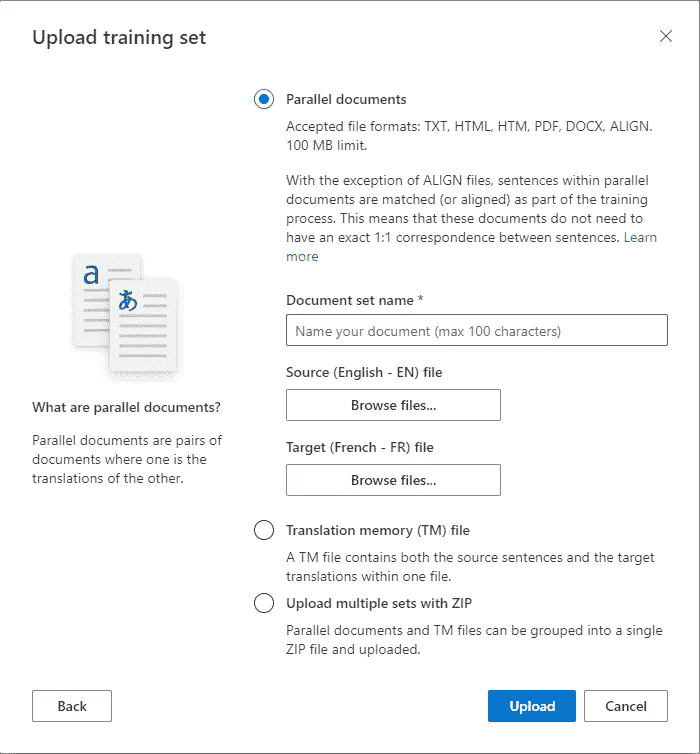 Upload training set
Parallel documents
Accepted file formats: TXT, HTML, HTM, PDF, DOCX, ALIGN.
100 MB limit.
With the exception of ALIGN files, sentences within parallel
documents are matched (or aligned) as part of the training
process. This means that these documents do not need to
have an exact 1:1 correspondence between sentences. Learn
more
a
あ
What are parallel documents?
Parallel documents are pairs of
documents where one is the
translations of the other.
Document set name *
Name your document (max 100 characters)
Source (English - EN) file
Browse files...
Target (French - FR) file
Browse files...
Translation memory (TM) file
A TM file contains both the source sentences and the target
translations within one file.
Upload multiple sets with ZIP
Parallel documents and TM files can be grouped into a single
ZIP file and uploaded.
Back
Upload
Cancel